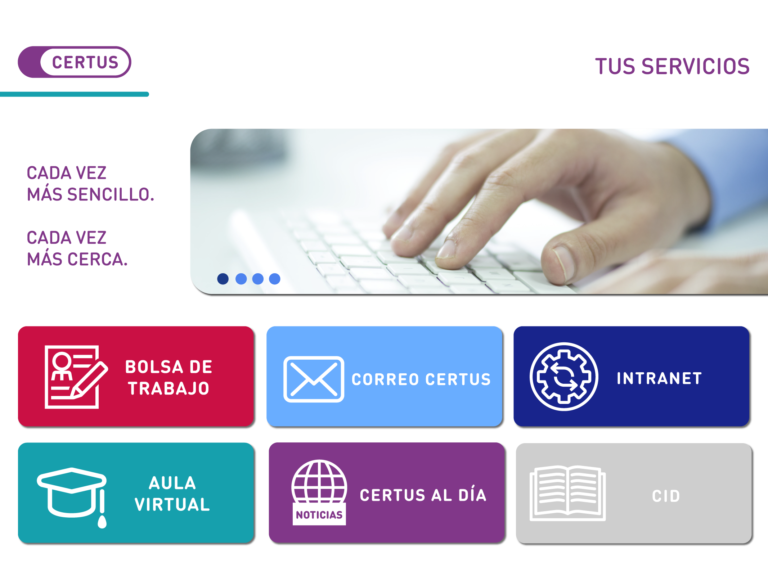 CERTUS
TUS SERVICIOS
CADA VEZ
MÁS SENCILLO.
CADA VEZ
MÁS CERCA.
BOLSA DE
TRABAJO
CORREO CERTUS
INTRANET
AULA
VIRTUAL
NOTICIAS
CERTUS AL DÍA
CID